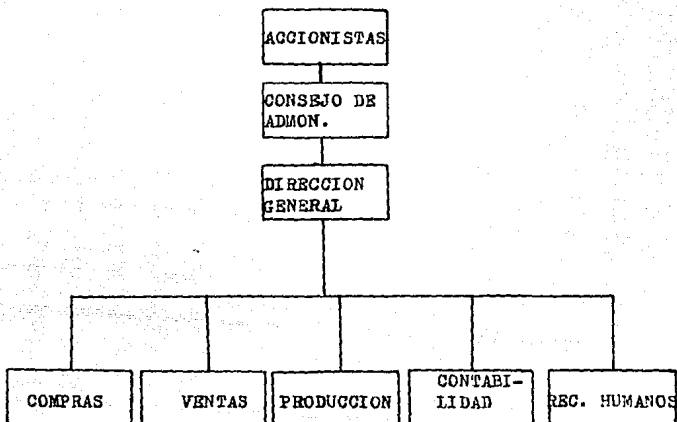 ACCIONISTAS
CONSEJO DE
ADMON.
DIRECCION
GENERAL
COMPRAS
VENTAS
PRODUCCION
CONTABI-
LIDAD
REC. HUMANOS